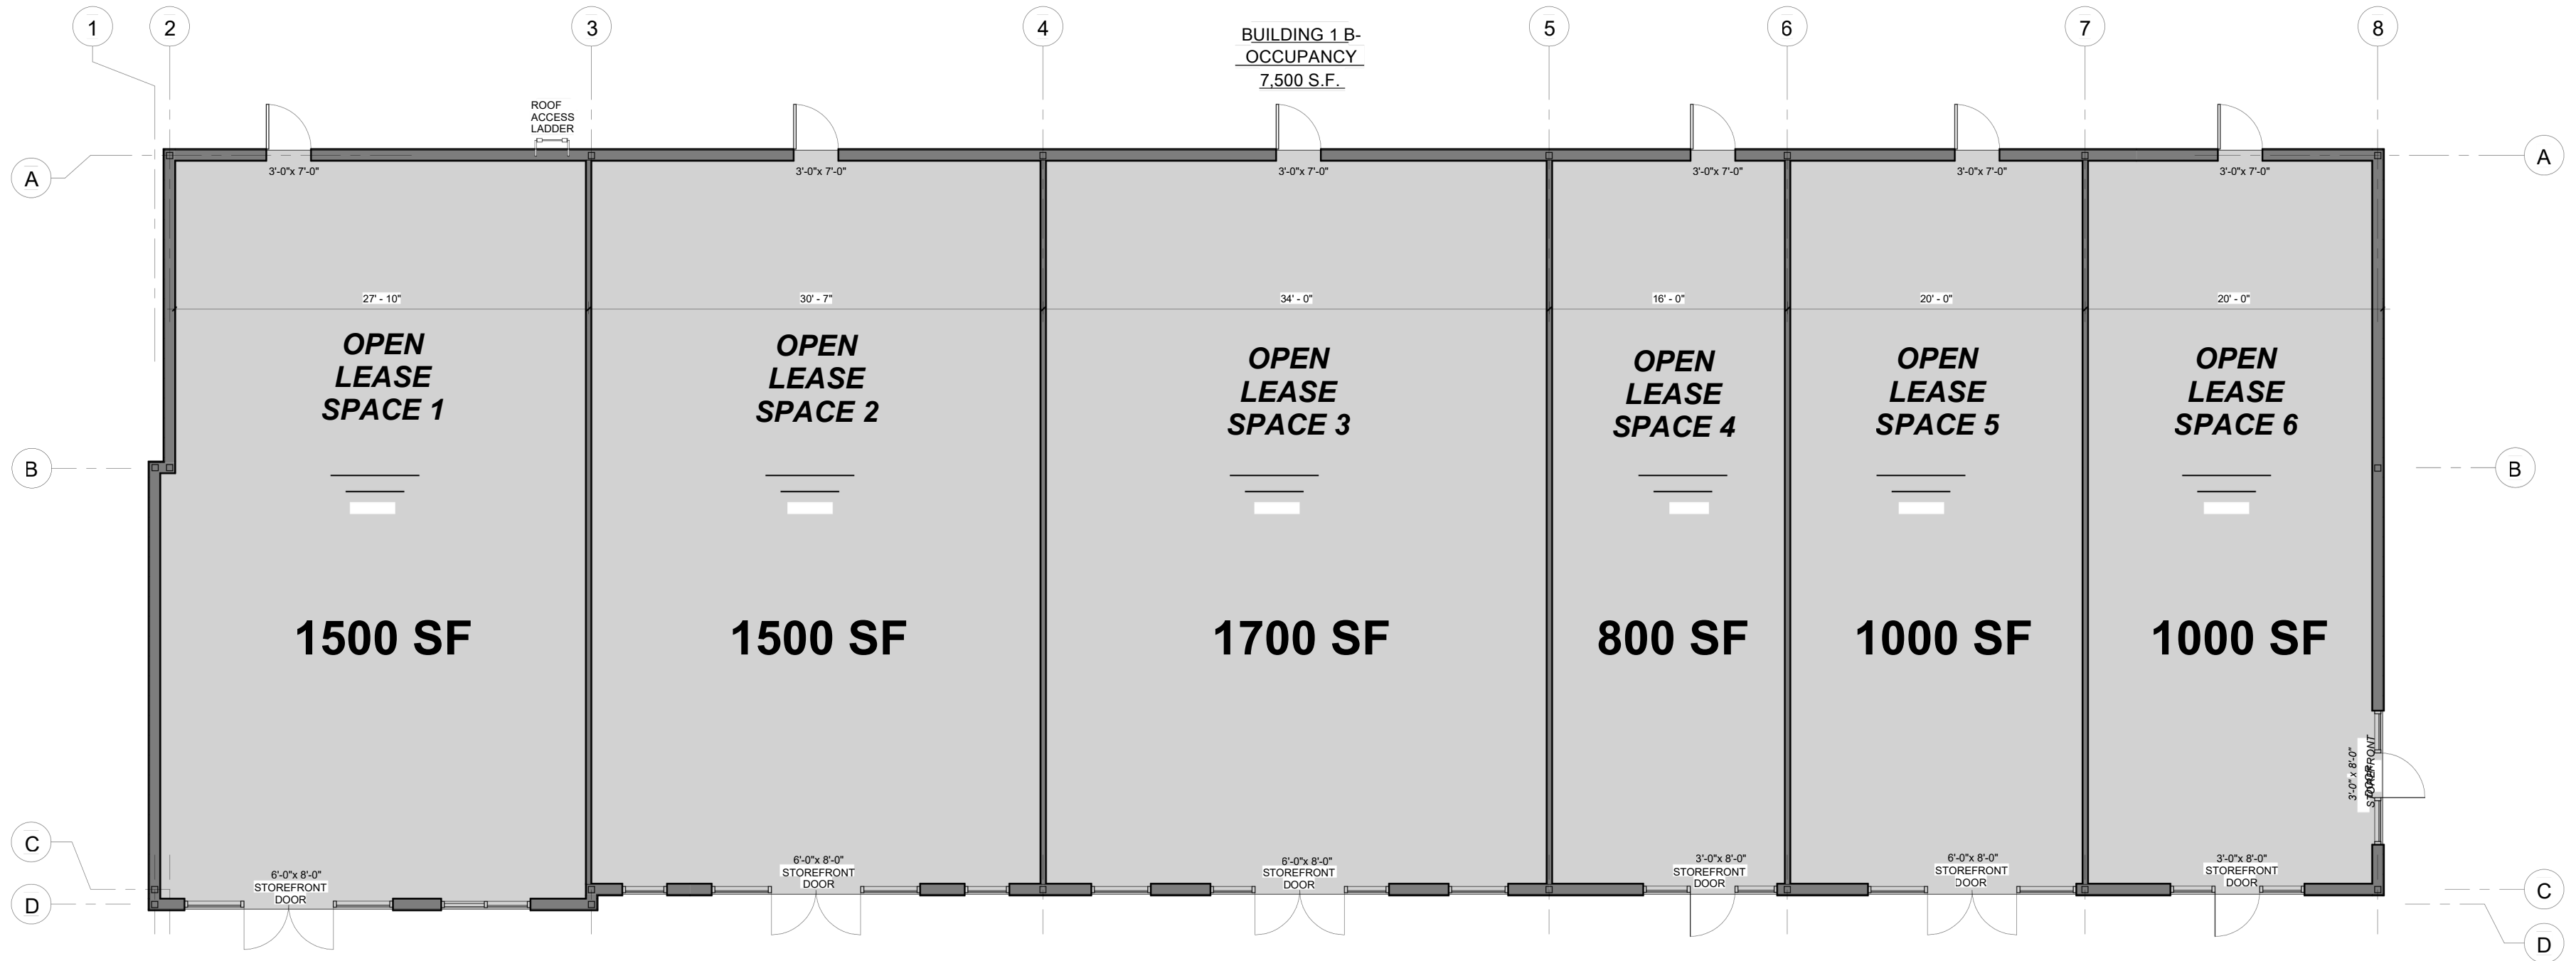 1
2
3
4
5
6
7
8
BUILDING 1 B-
OCCUPANCY
7,500 S.F.
ROOF
ACCESS
LADDER
A
A
3'-0"x 7'-0"
3'-0"x 7'-0"
3'-0"x 7'-0"
3'-0"x 7'-0"
3'-0"x 7'-0"
3'-0"x 7'-0"
27' - 10"
30' - 7"
34' - 0"
16' - 0"
20' - 0"
20' - 0"
OPEN
LEASE
SPACE 1
OPEN
LEASE
SPACE 2
OPEN
LEASE
SPACE 3
OPEN
LEASE
SPACE 4
OPEN
LEASE
SPACE 5
OPEN
LEASE
SPACE 6
B
B
1500 SF
1500 SF
1700 SF
800 SF
1000 SF
1000 SF
3'-0" x 8'-0"
STOREFRONT
DOOR
C
D
6'-0"x 8'-0"
STOREFRONT
DOOR
6'-0"x 8'-0"
STOREFRONT
DOOR
6'-0"x 8'-0"
STOREFRONT
DOOR
3'-0"x 8'-0"
STOREFRONT
DOOR
6'-0"x 8'-0"
STOREFRONT
DOOR
3'-0"x 8'-0"
STOREFRONT
DOOR
C
D